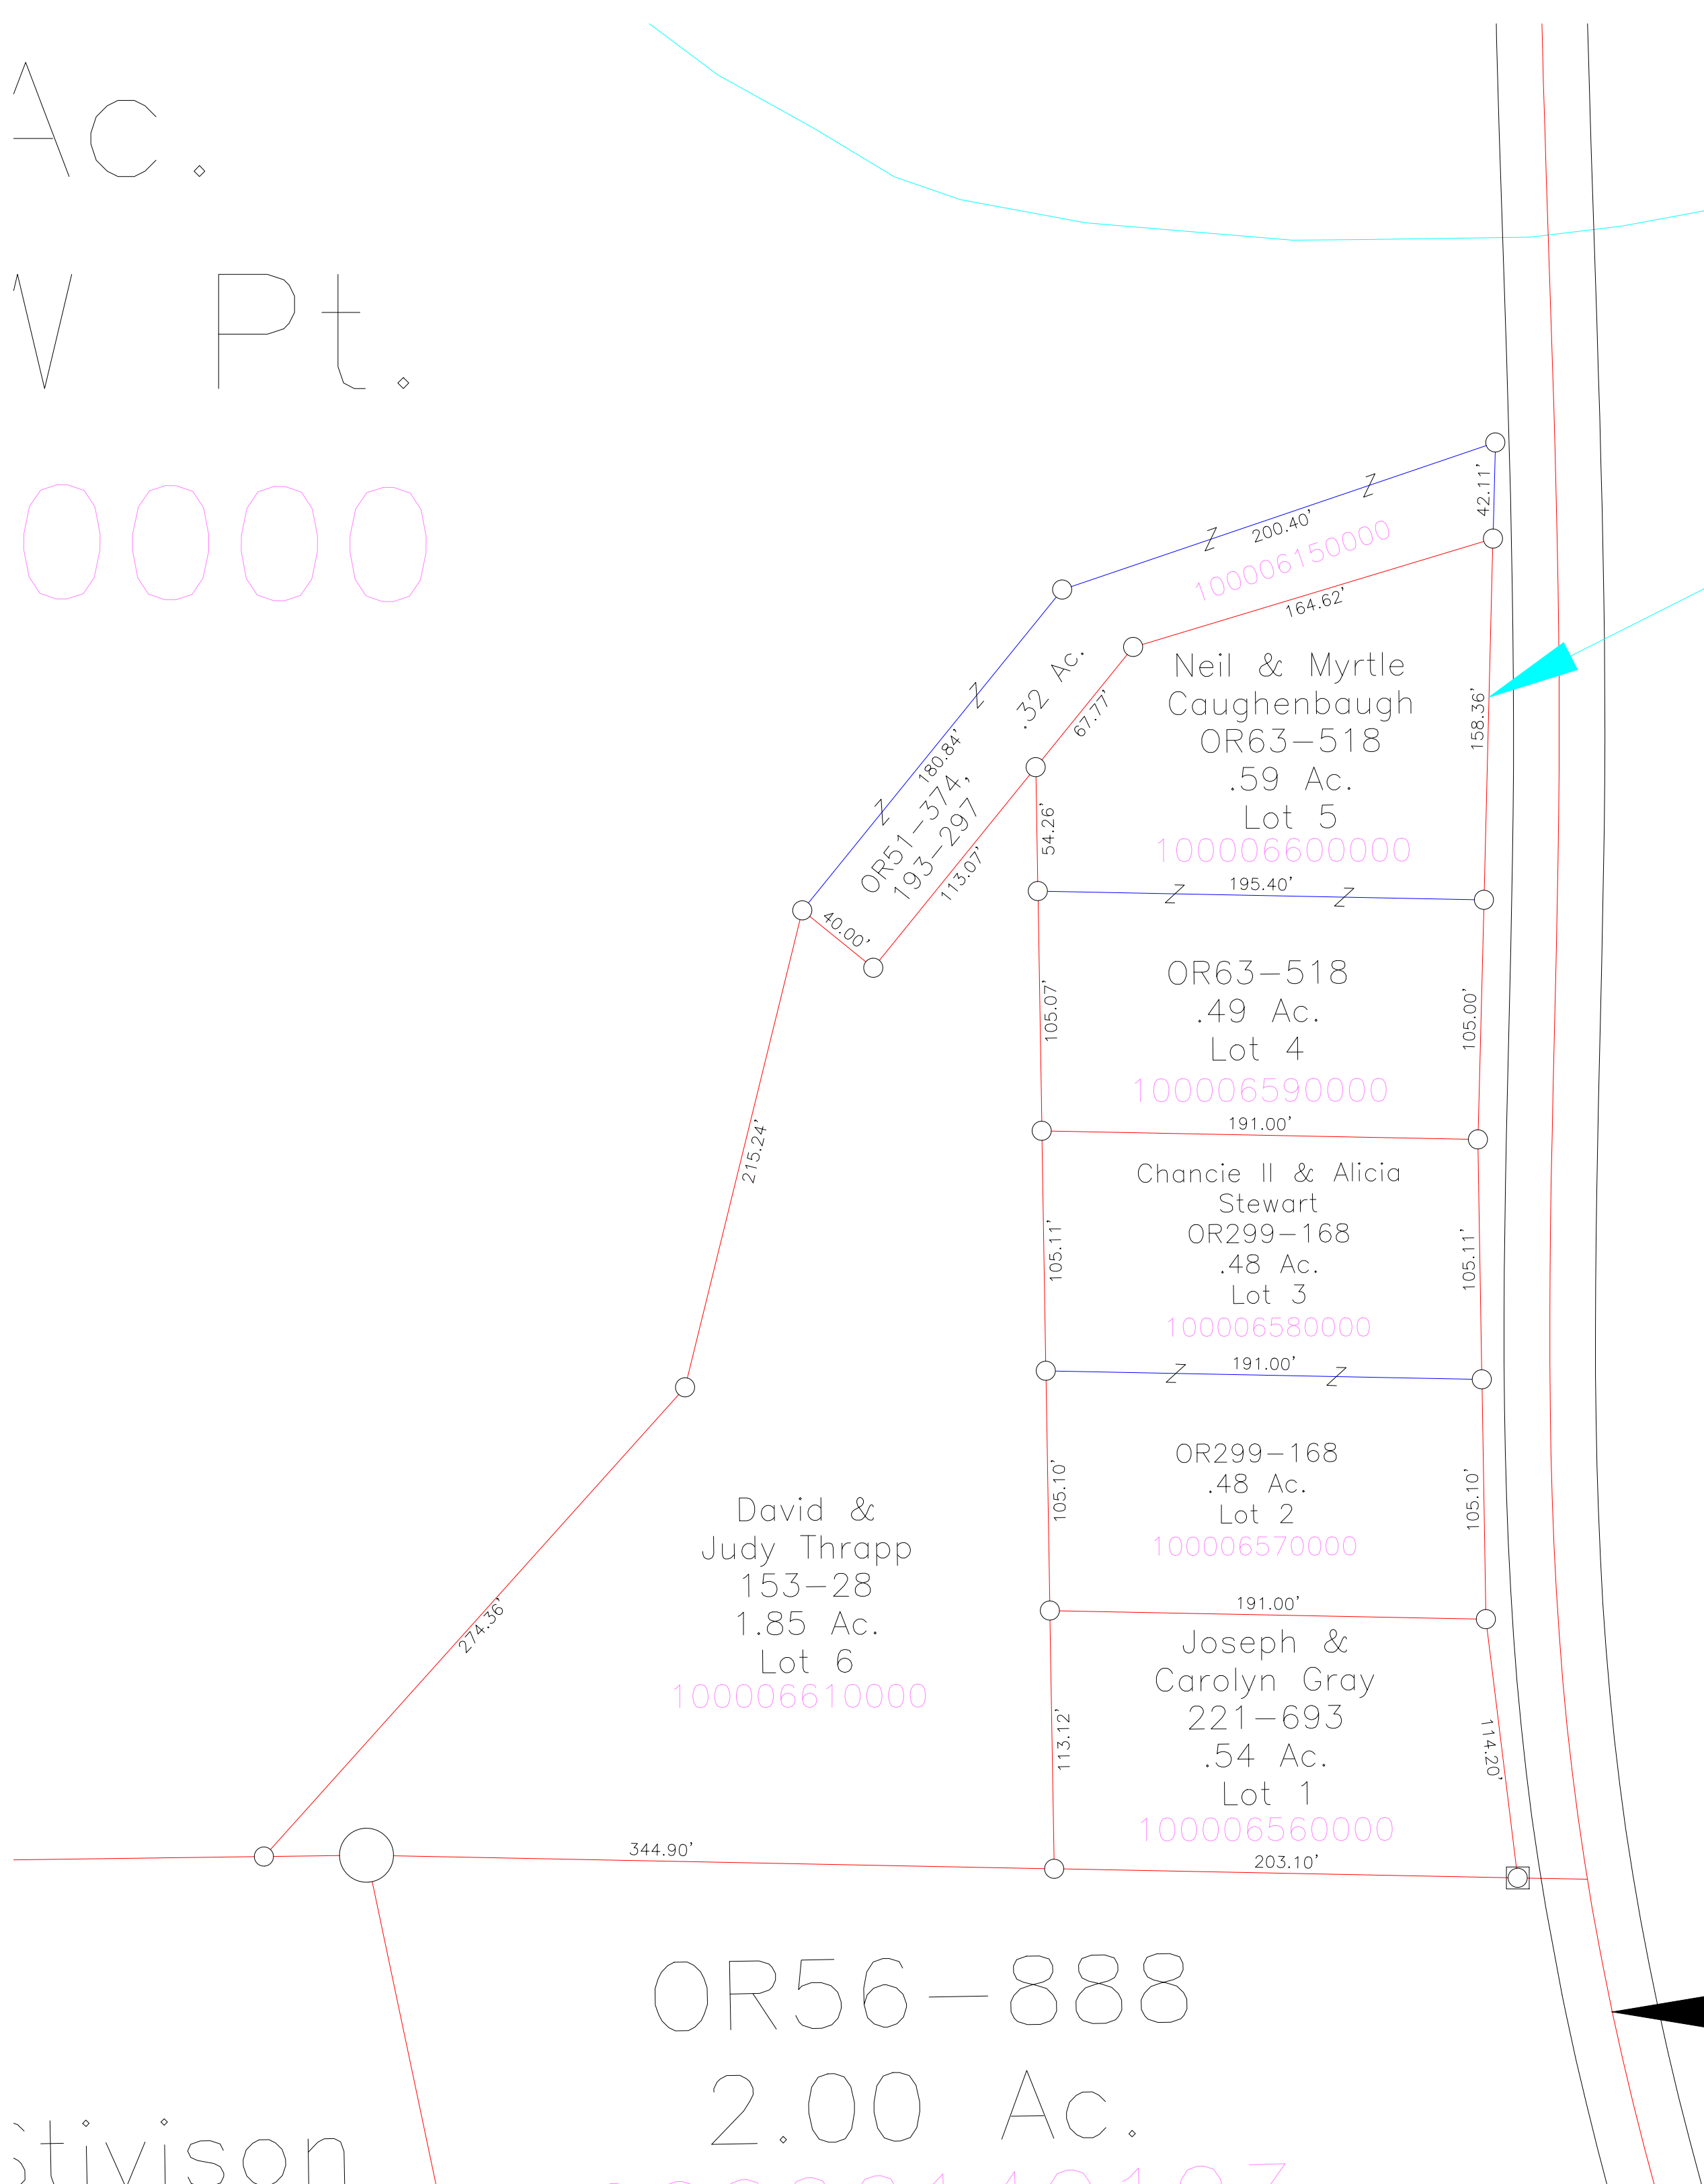 Ac.
Pt.
0000
42.11'
200.40'
100006150000
164.62'
.32 Ac.
67.77'
180.84'
OR51-374,
193-297
113.07'
40.00'
Neil & Myrtle
Caughenbaugh
OR63-518
.59 Ac.
Lot 5
100006600000
158.36'
54.26'
195.40'
OR63-518
.49 Ac.
Lot 4
100006590000
105.07'
105.00'
191.00'
Chancie II & Alicia
Stewart
OR299-168
.48 Ac.
Lot 3
100006580000
105.11'
105.11'
215.24'
191.00'
OR299-168
.48 Ac.
Lot 2
100006570000
105.10'
105.10'
191.00'
David &
Judy Thrapp
153-28
1.85 Ac.
Lot 6
100006610000
274.36'
Joseph &
Carolyn Gray
221-693
.54 Ac.
Lot 1
100006560000
113.12'
114.20'
344.90'
203.10'
OR56-888
2.00 Ac.
Stivison